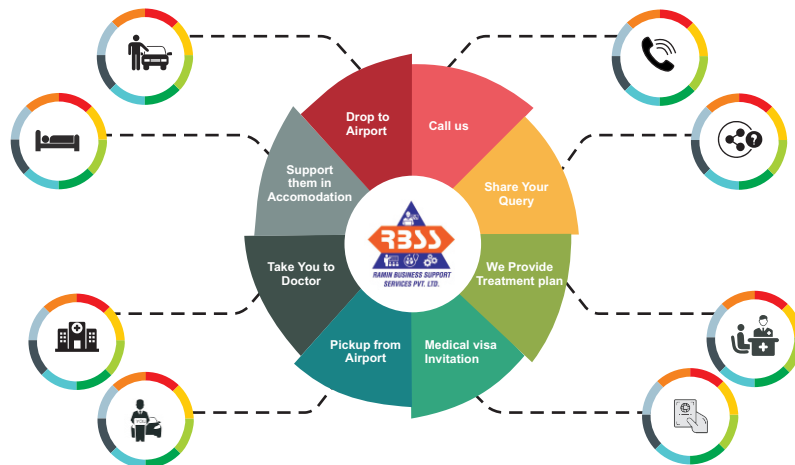 Call us
Share Your
Query
We Provide
Treatment plan
Medical visa
Invitation
Pickup from
Airport
Take You to
Doctor
Support
them in
Accomodation
Drop to
Airport
RBSS
RAMIN BUSINESS SUPPORT
SERVICES PVT. LTD.
?